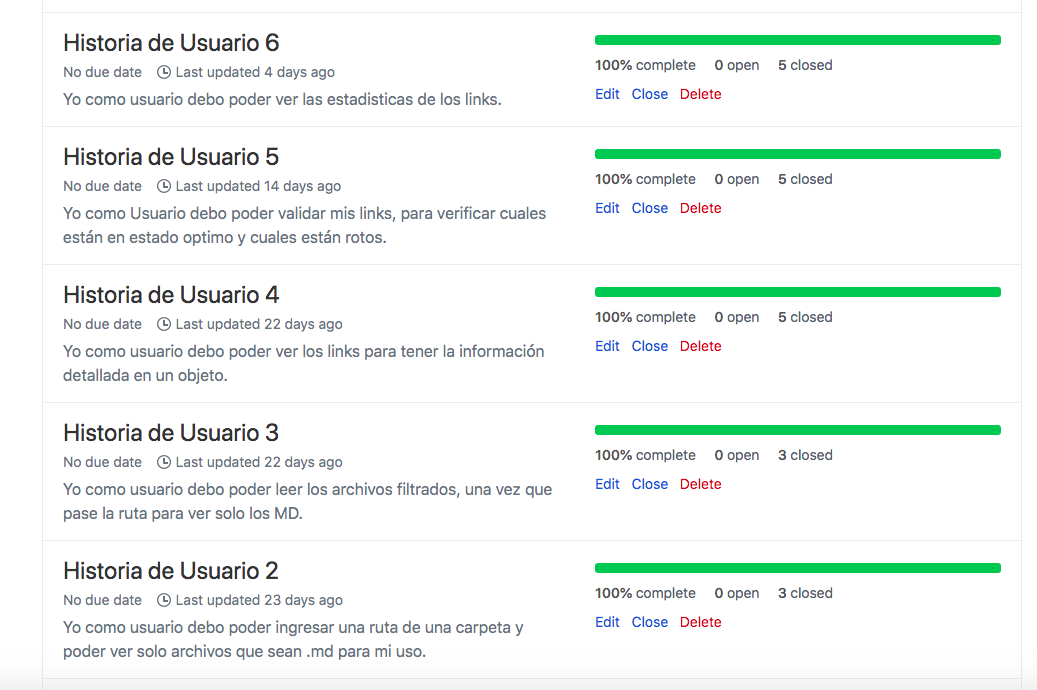 Historia de Usuario 6
No due date Last updated 4 days ago
Yo como usuario debo poder ver las estadisticas de los links.
100% complete 0 open 5 closed
Edit Close Delete
Historia de Usuario 5
No due date Last updated 14 days ago
Yo como Usuario debo poder validar mis links, para verificar cuales
están en estado optimo y cuales están rotos.
100% complete 0 open 5 closed
Edit Close Delete
Historia de Usuario 4
No due date Last updated 22 days ago
Yo como usuario debo poder ver los links para tener la información
detallada en un objeto.
100% complete 0 open 5 closed
Edit Close Delete
Historia de Usuario 3
No due date Last updated 22 days ago
Yo como usuario debo poder leer los archivos filtrados, una vez que
pase la ruta para ver solo los MD.
100% complete 0 open 3 closed
Edit Close Delete
Historia de Usuario 2
No due date Last updated 23 days ago
Yo como usuario debo poder ingresar una ruta de una carpeta y
poder ver solo archivos que sean .md para mi uso.
100% complete 0 open 3 closed
Edit Close Delete